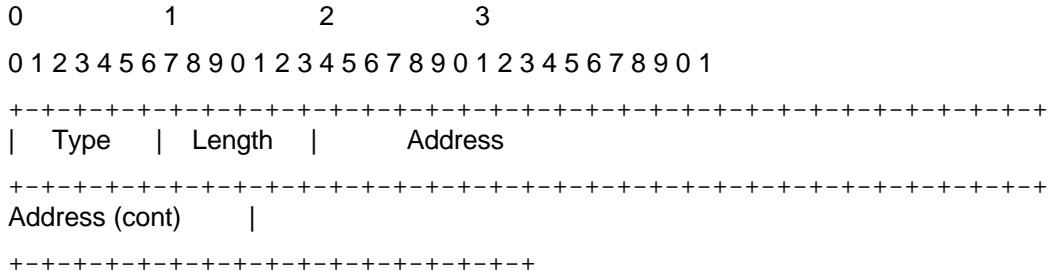 0 1 2 3
0 1 2 3 4 5 6 7 8 9 0 1 2 3 4 5 6 7 8 9 0 1 2 3 4 5 6 7 8 9 0 1
+-+-+-+-+-+-+-+-+-+-+-+-+-+-+-+-+-+-+-+-+-+-+-+-+-+-+-+-+-+-+-+-+
| Type | Length | Address
+-+-+-+-+-+-+-+-+-+-+-+-+-+-+-+-+-+-+-+-+-+-+-+-+-+-+-+-+-+-+-+-+
Address (cont) |
+-+-+-+-+-+-+-+-+-+-+-+-+-+-+-+-+